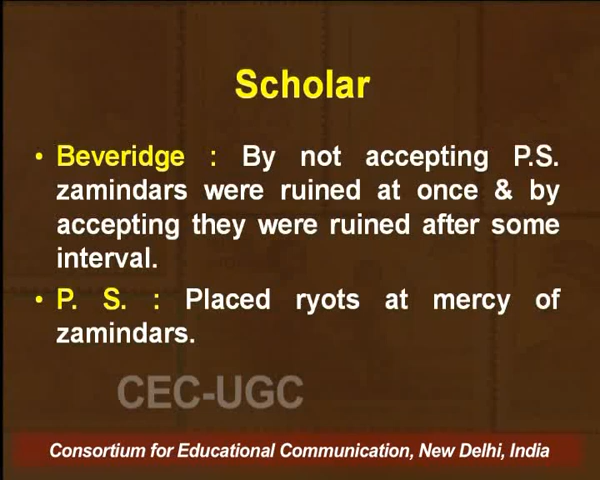 Scholar
• Beveridge : By not accepting P.S.
zamindars were ruined at once & by
accepting they were ruined after some
interval.
• P. S. : Placed ryots at mercy of
zamindars.
CEC-UGC
Consortium for Educational Communication, New Delhi, India